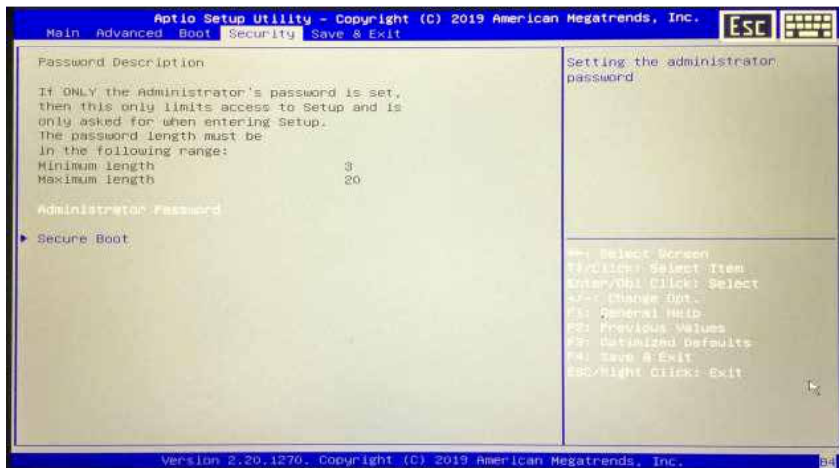 Aptio Setup Utility - Copyright (C) 2019 American Megatrends, Inc.
Main Advanced Boot Security Save & Exit
Esc
Password Description
If ONLY the Administrator's password is set,
then this only limits access to Setup and is
only asked for when entering Setup.
The password length must be
in the following range:
Minimum length 3
Maximum length 20
Administrator Password
Secure Boot
Setting the administrator
password
Select Screen
↑↓/Click: Select Item
Enter/Dbl Click: Select
+/-: Change Opt.
F1: General Help
F2: Previous Values
F3: Optimized Defaults
F4: Save & Exit
ESC/Right Click: Exit
Version 2.20.1270. Copyright (C) 2019 American Megatrends, Inc.